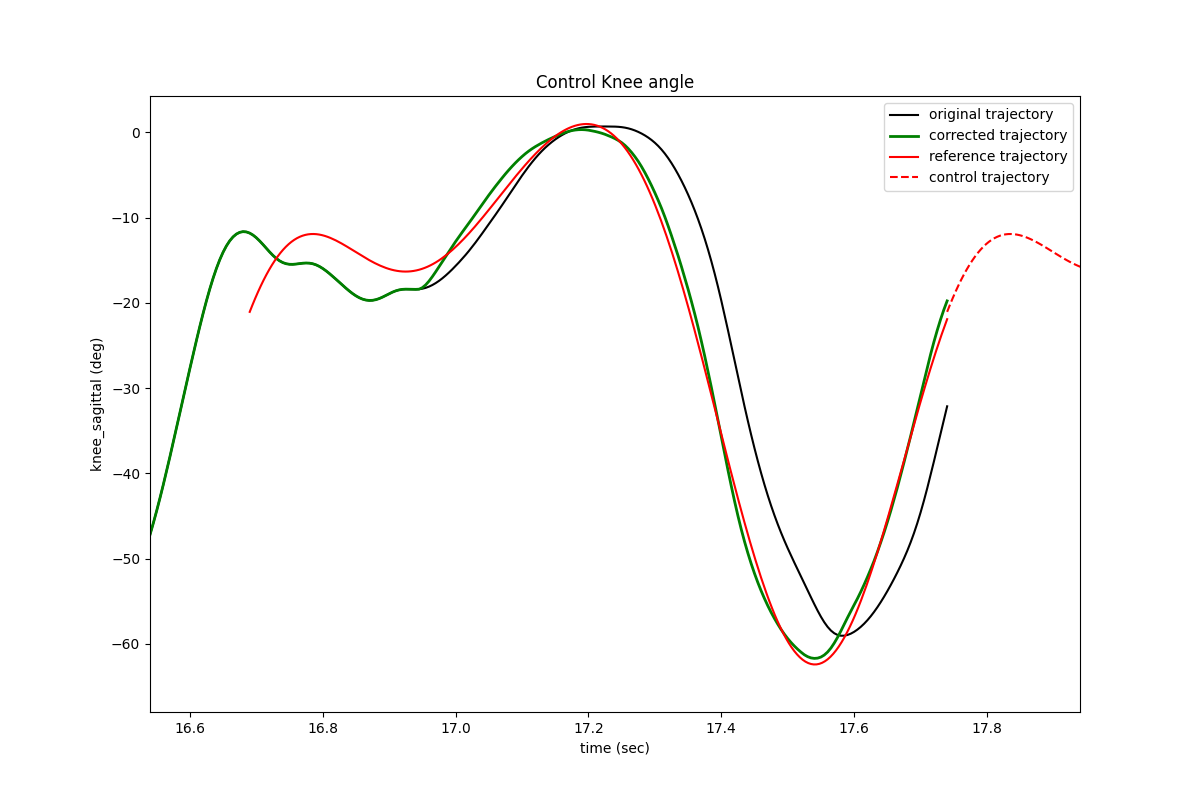 Control Knee angle
original trajectory
corrected trajectory
reference trajectory
control trajectory
knee_sagittal (deg)
0
−10
−20
−30
−40
−50
−60
16.6 16.8 17.0 17.2 17.4 17.6 17.8
time (sec)